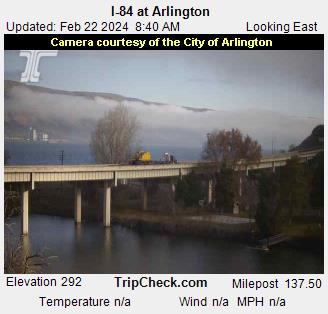 I-84 at Arlington
Updated: Feb 22 2024 8:40 AM Looking East
Camera courtesy of the City of Arlington
Elevation 292 TripCheck.com Milepost 137.50
Temperature n/a Wind n/a MPH n/a